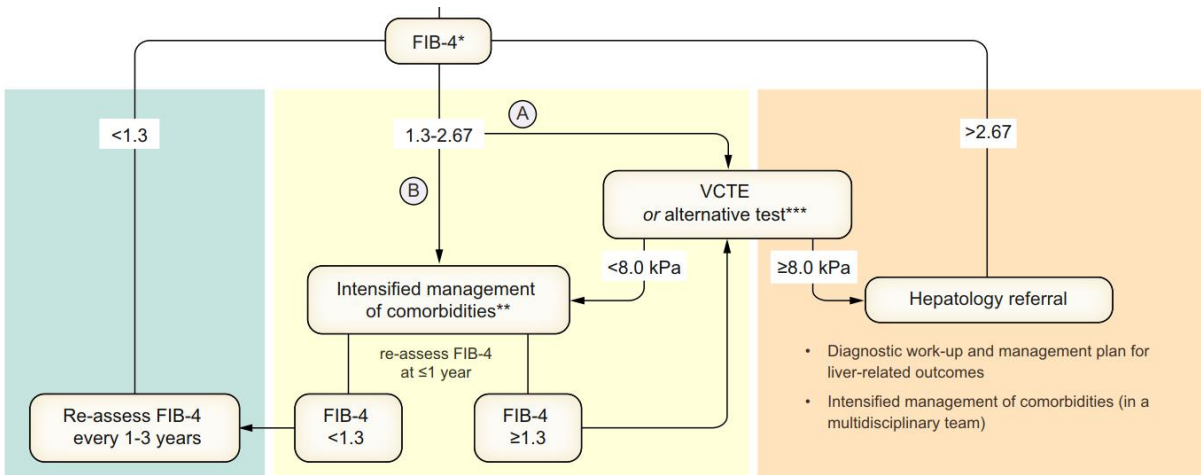 FIB-4*
<1.3
1.3-2.67
A
>2.67
B
VCTE
or alternative test***
<8.0 kPa
≥8.0 kPa
Intensified management
of comorbidities**
Hepatology referral
re-assess FIB-4
at ≤1 year
• Diagnostic work-up and management plan for
liver-related outcomes
• Intensified management of comorbidities (in a
multidisciplinary team)
Re-assess FIB-4
every 1-3 years
FIB-4
<1.3
FIB-4
≥1.3